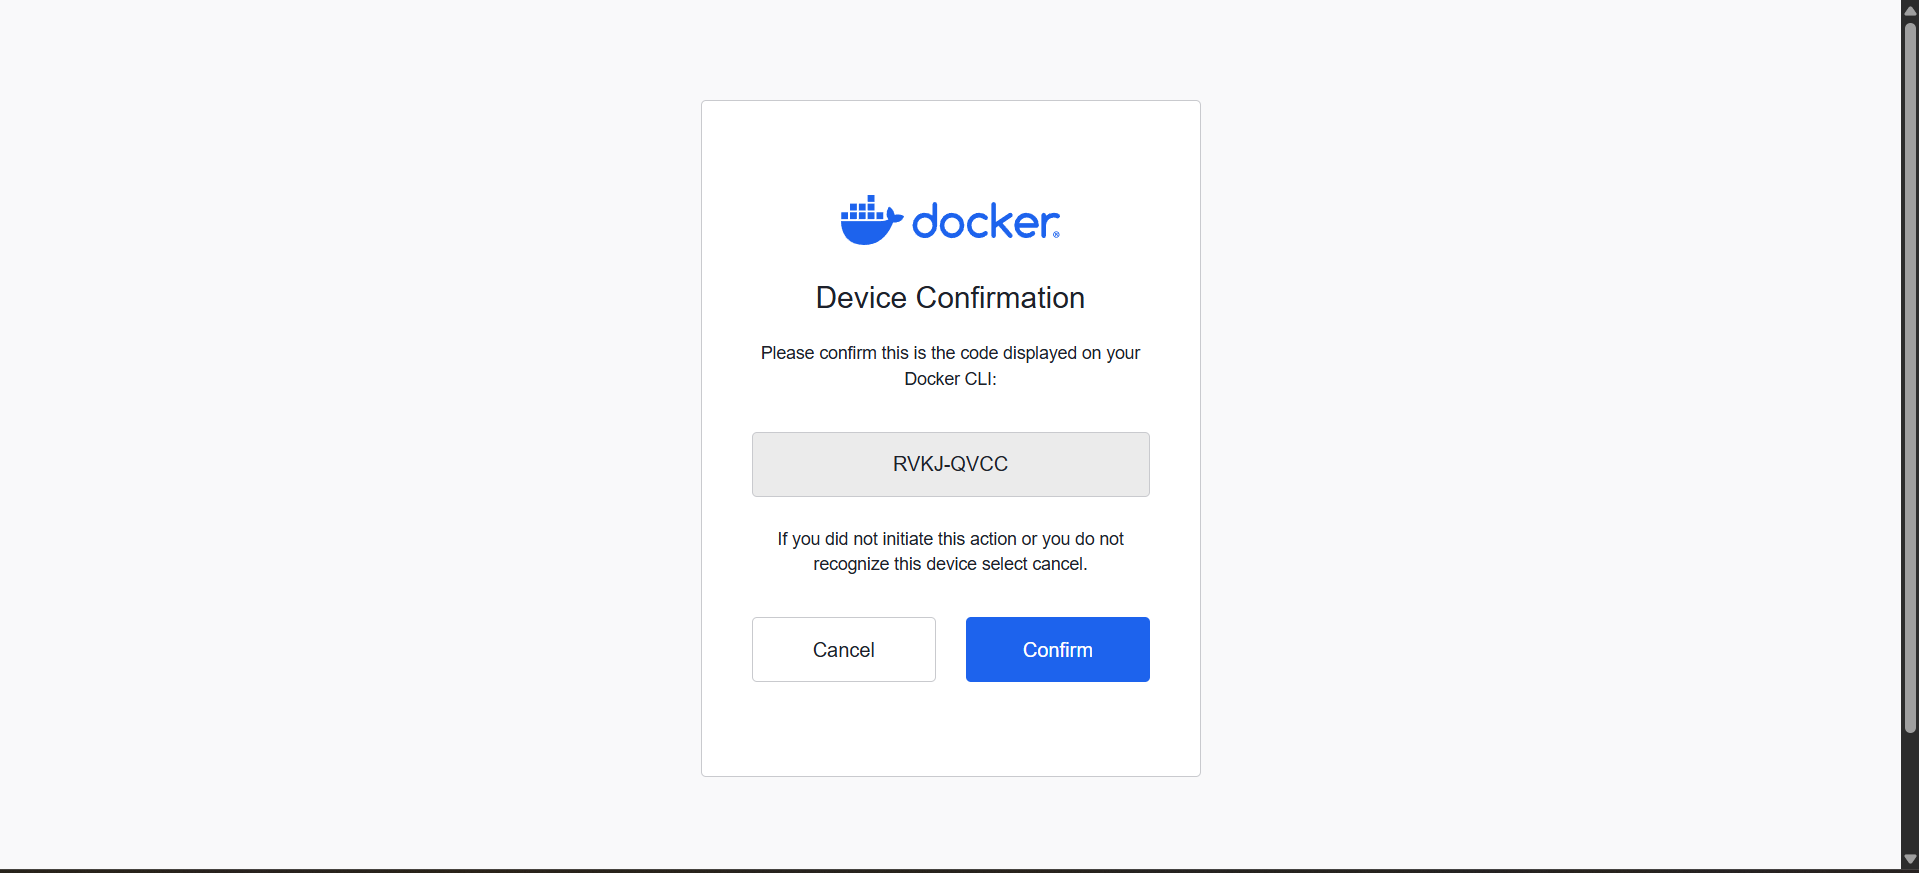 docker®
Device Confirmation
Please confirm this is the code displayed on your
Docker CLI:
RVKJ-QVCC
If you did not initiate this action or you do not
recognize this device select cancel.
Cancel
Confirm